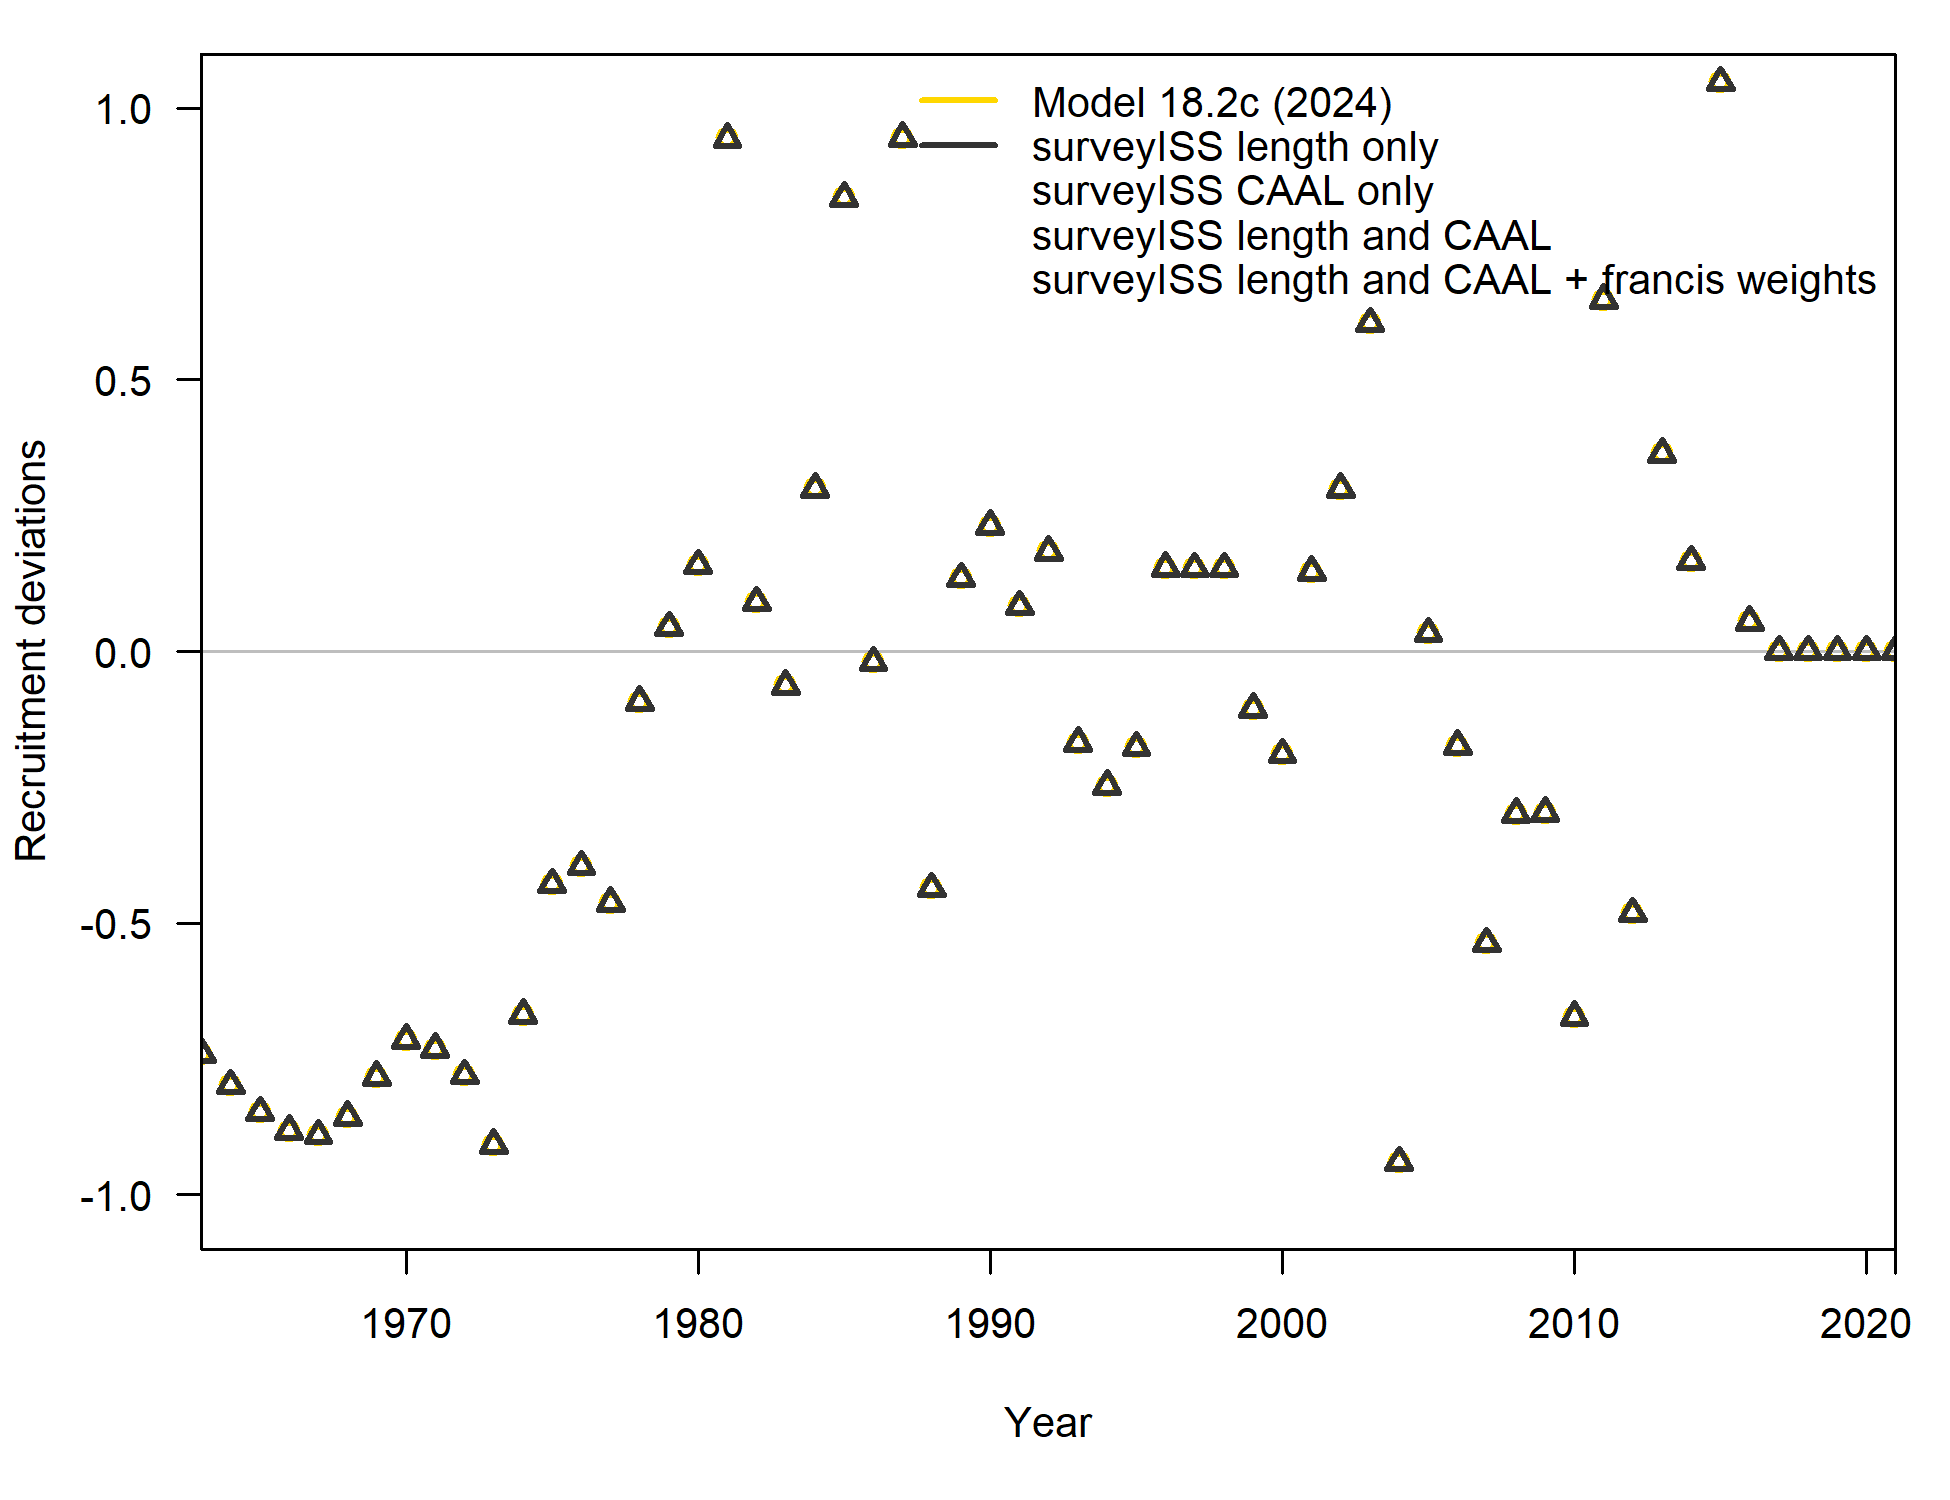 1.0
0.5
0.0
-0.5
-1.0
Recruitment deviations
Model 18.2c (2024)
surveyISS length only
surveyISS CAAL only
surveyISS length and CAAL
surveyISS length and CAAL + francis weights
1970 1980 1990 2000 2010 2020
Year